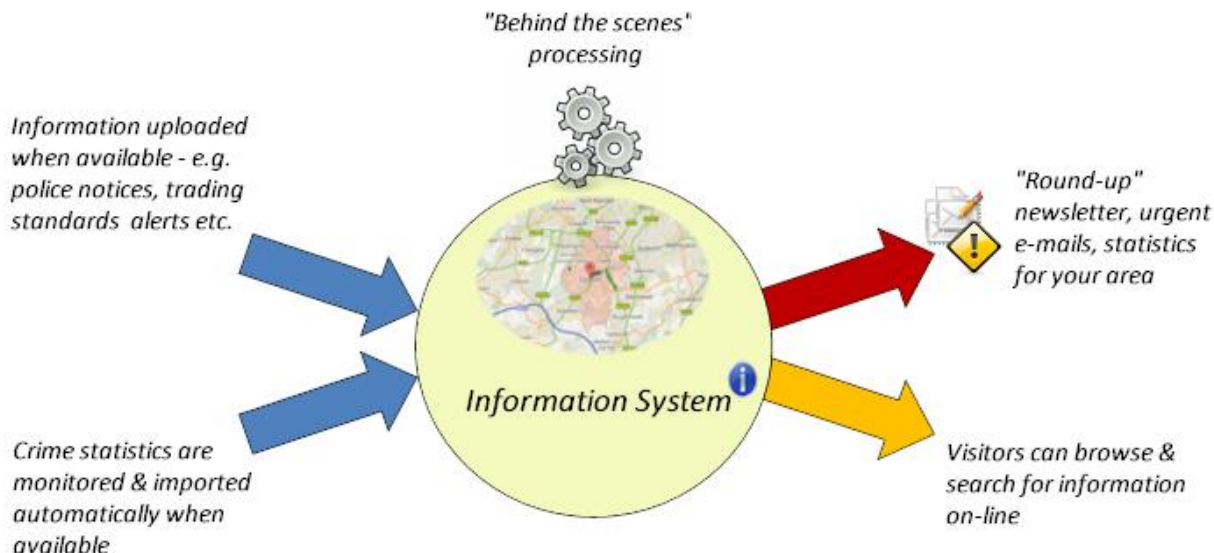 "Behind the scenes"
processing
Information uploaded
when available - e.g.
police notices, trading
standards alerts etc.
"Round-up"
newsletter, urgent
e-mails, statistics
for your area
Information System
Crime statistics are
monitored & imported
automatically when
available
Visitors can browse &
search for information
on-line